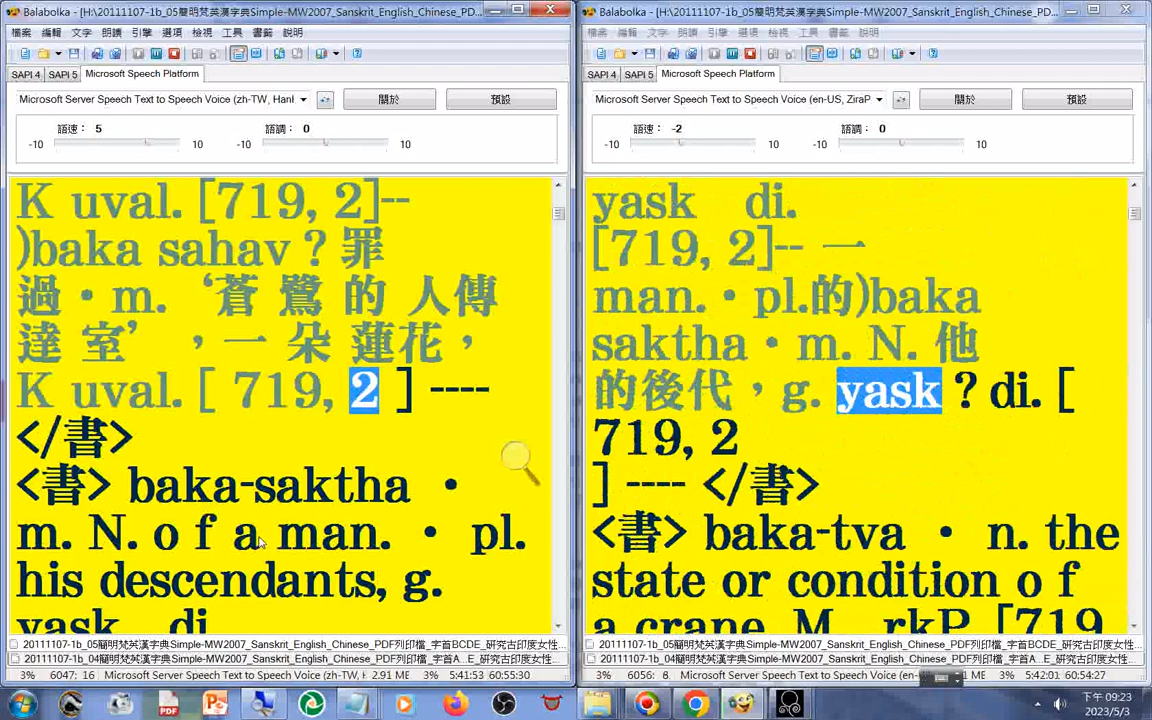 Balabolka - [H:\20111107-1b_05簡明梵英漢字典Simple-MW2007_Sanskrit_English_Chinese_PD...
檔案 編輯 文字 朗讀 引擎 選項 檢視 工具 書籤 說明
SAPI 4 SAPI 5 Microsoft Speech Platform
Microsoft Server Speech Text to Speech Voice (zh-TW, Hanl 關於 預設
語速: 5 語調: 0
-10 10 -10 10
K uval. [719, 2]--
)baka sahav ? 罪
過・m. ‘蒼 鷺 的 人傳
達 室’ ，一 朵 蓮花，
K uval. [ 719, 2 ] ----
</書>
<書> baka-saktha ・
m. N. o f a man. ・ pl.
his descendants, g.
yask di
20111107-1b_05簡明梵英漢字典Simple-MW2007_Sanskrit_English_Chinese_PDF列印檔_字首BCDE_研究古印度女性...
20111107-1b_04簡明梵英漢字典Simple-MW2007_Sanskrit_English_Chinese_PDF列印檔_字首A...E_研究古印度女性...
3% 6047; 16 Microsoft Server Speech Text to Speech Voice (zh-TW, H 2.91 MB 3% 5:41:53 60:55:30
Balabolka - [H:\20111107-1b_05簡明梵英漢字典Simple-MW2007_Sanskrit_English_Chinese_PD...
檔案 編輯 文字 朗讀 引擎 選項 檢視 工具 書籤 說明
SAPI 4 SAPI 5 Microsoft Speech Platform
Microsoft Server Speech Text to Speech Voice (en-US, ZiraP 關於 預設
語速: -2 語調: 0
-10 10 -10 10
yask di.
[719, 2]-- 一
man.・pl.的)baka
saktha・m. N. 他
的後代，g. yask ? di. [
719, 2
] ---- </書>
<書> baka-tva ・ n. the
state or condition o f
a crane, M rkP [719
20111107-1b_05簡明梵英漢字典Simple-MW2007_Sanskrit_English_Chinese_PDF列印檔_字首BCDE_研究古印度女性...
20111107-1b_04簡明梵英漢字典Simple-MW2007_Sanskrit_English_Chinese_PDF列印檔_字首A...E_研究古印度女性...
3% 6056: 8 Microsoft Server Speech Text to Speech Voice (en-US, MB 3% 5:42:01 60:54:27
下午 09:23
2023/5/3